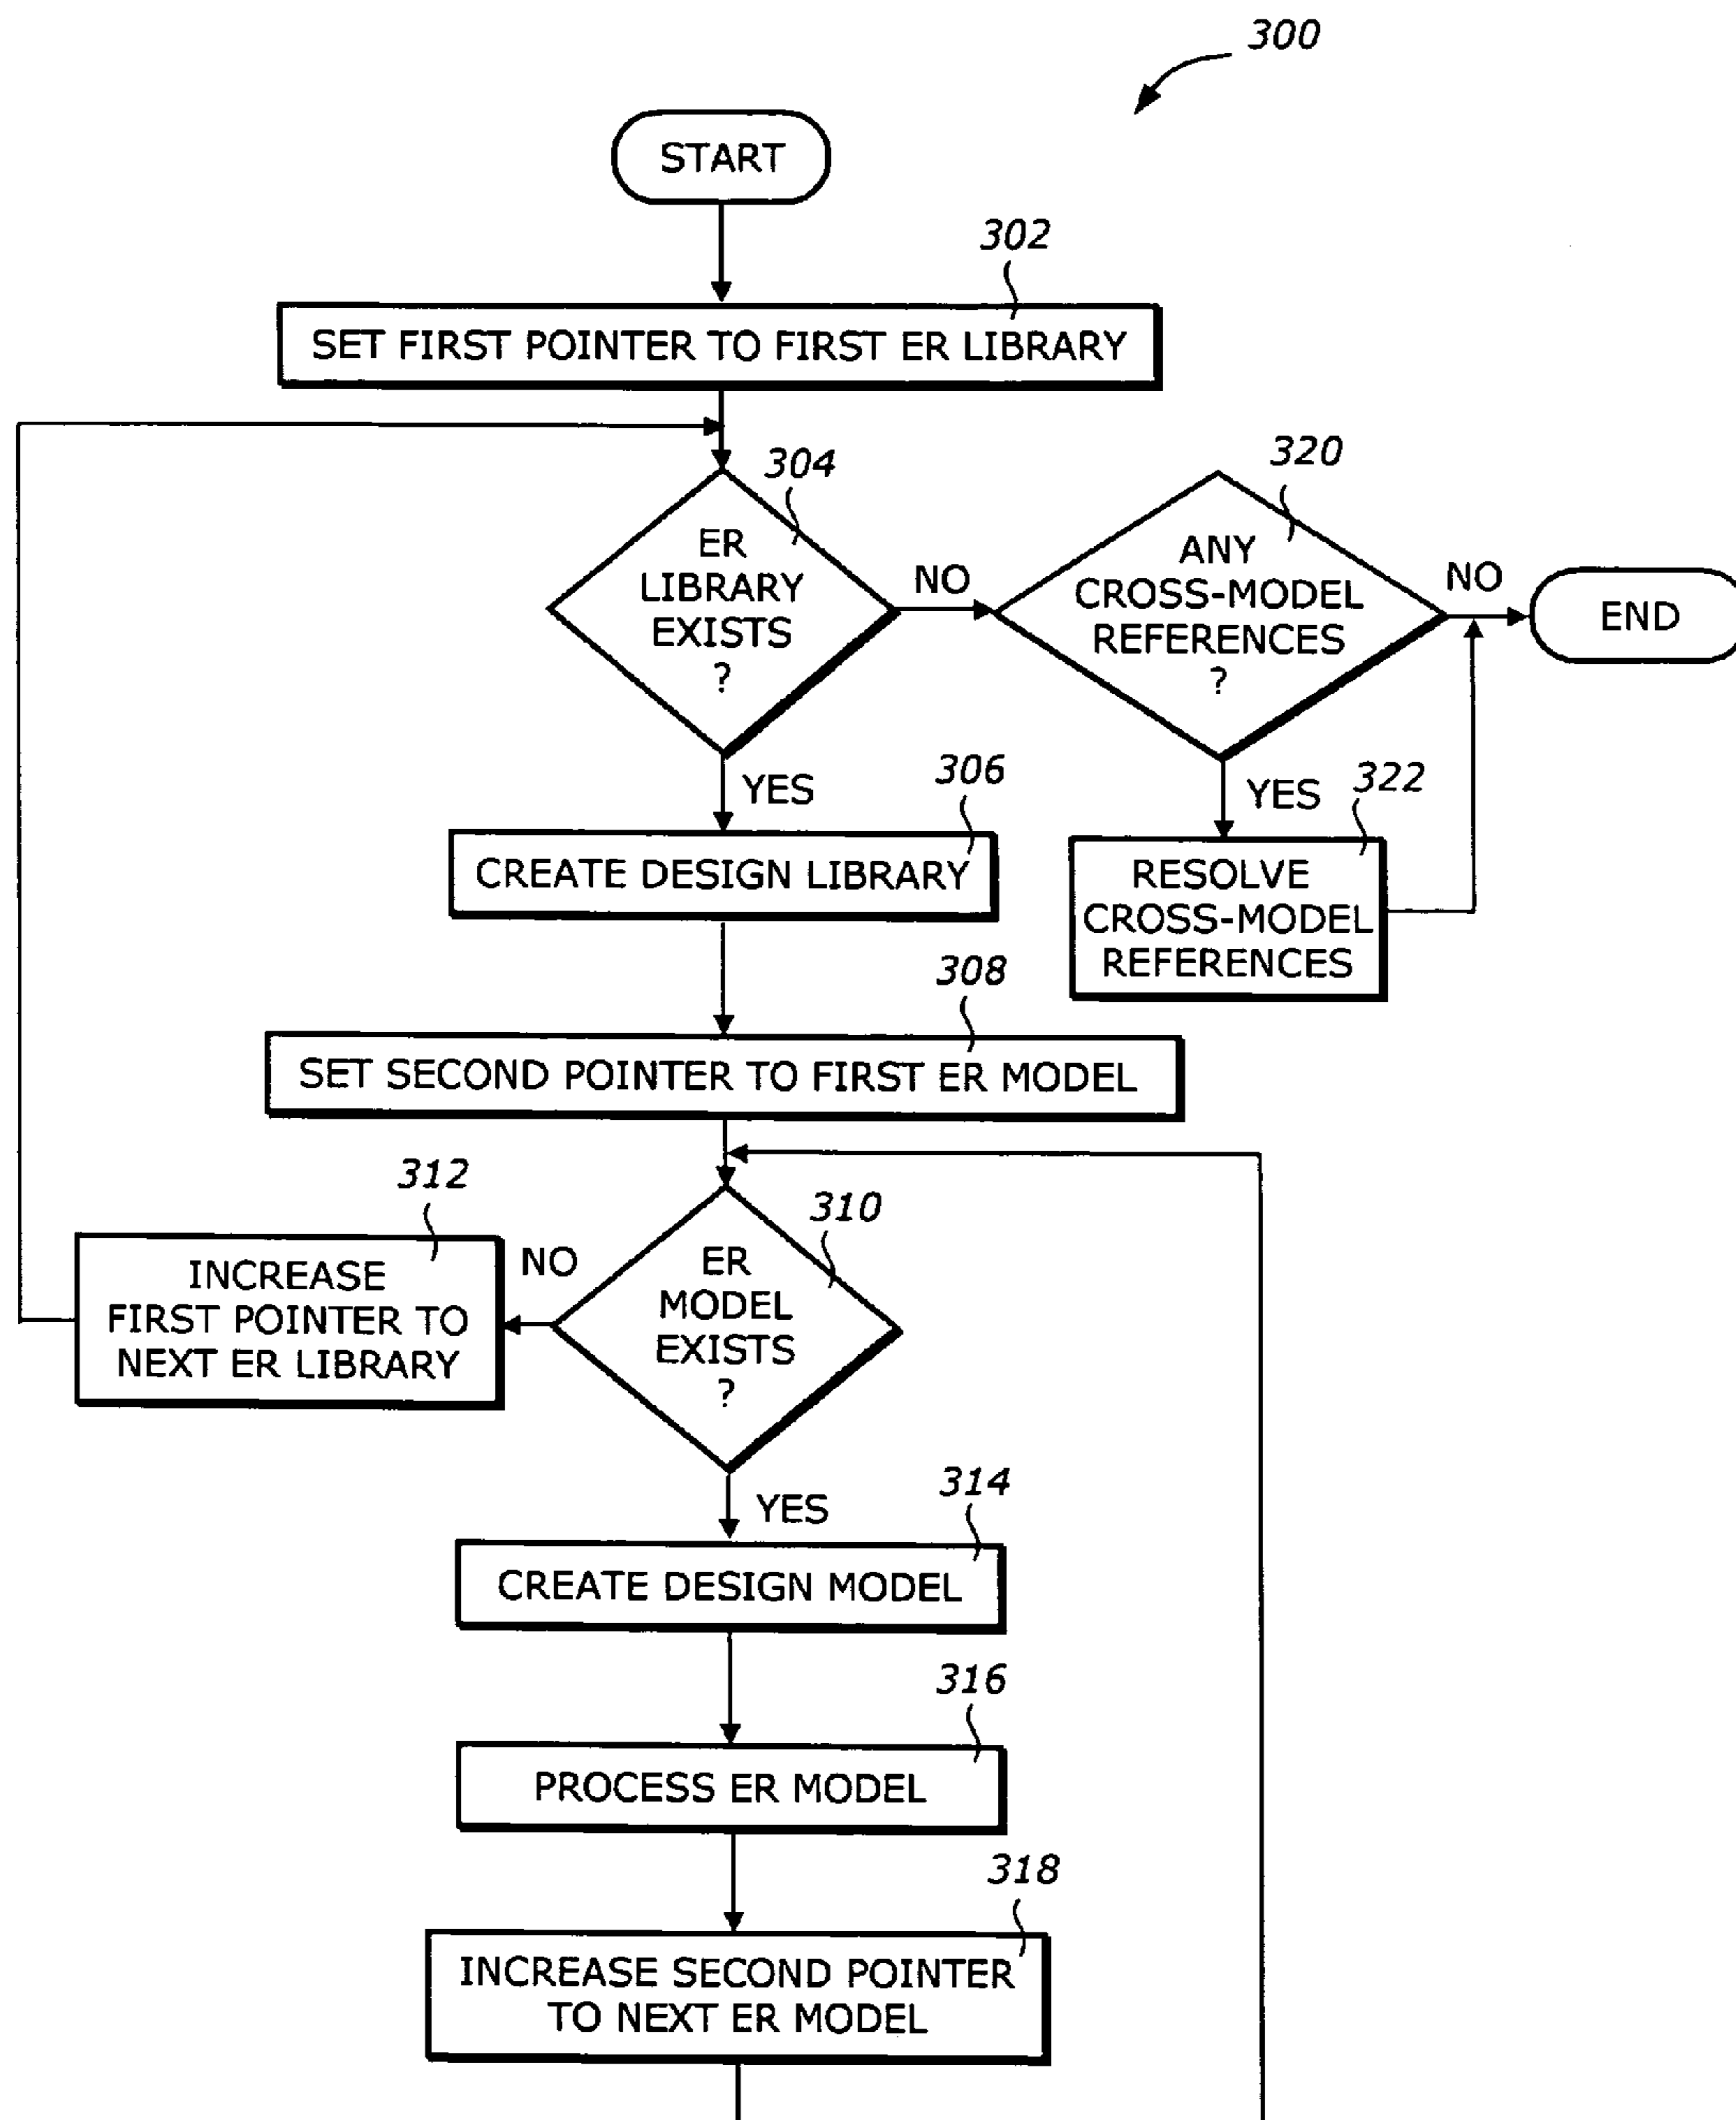 300
START
302
SET FIRST POINTER TO FIRST ER LIBRARY
304
ER
LIBRARY
EXISTS
?
NO
320
ANY
CROSS-MODEL
REFERENCES
?
NO
END
YES
306
CREATE DESIGN LIBRARY
YES
322
RESOLVE
CROSS-MODEL
REFERENCES
308
SET SECOND POINTER TO FIRST ER MODEL
312
INCREASE
FIRST POINTER TO
NEXT ER LIBRARY
NO
310
ER
MODEL
EXISTS
?
YES
314
CREATE DESIGN MODEL
316
PROCESS ER MODEL
318
INCREASE SECOND POINTER
TO NEXT ER MODEL